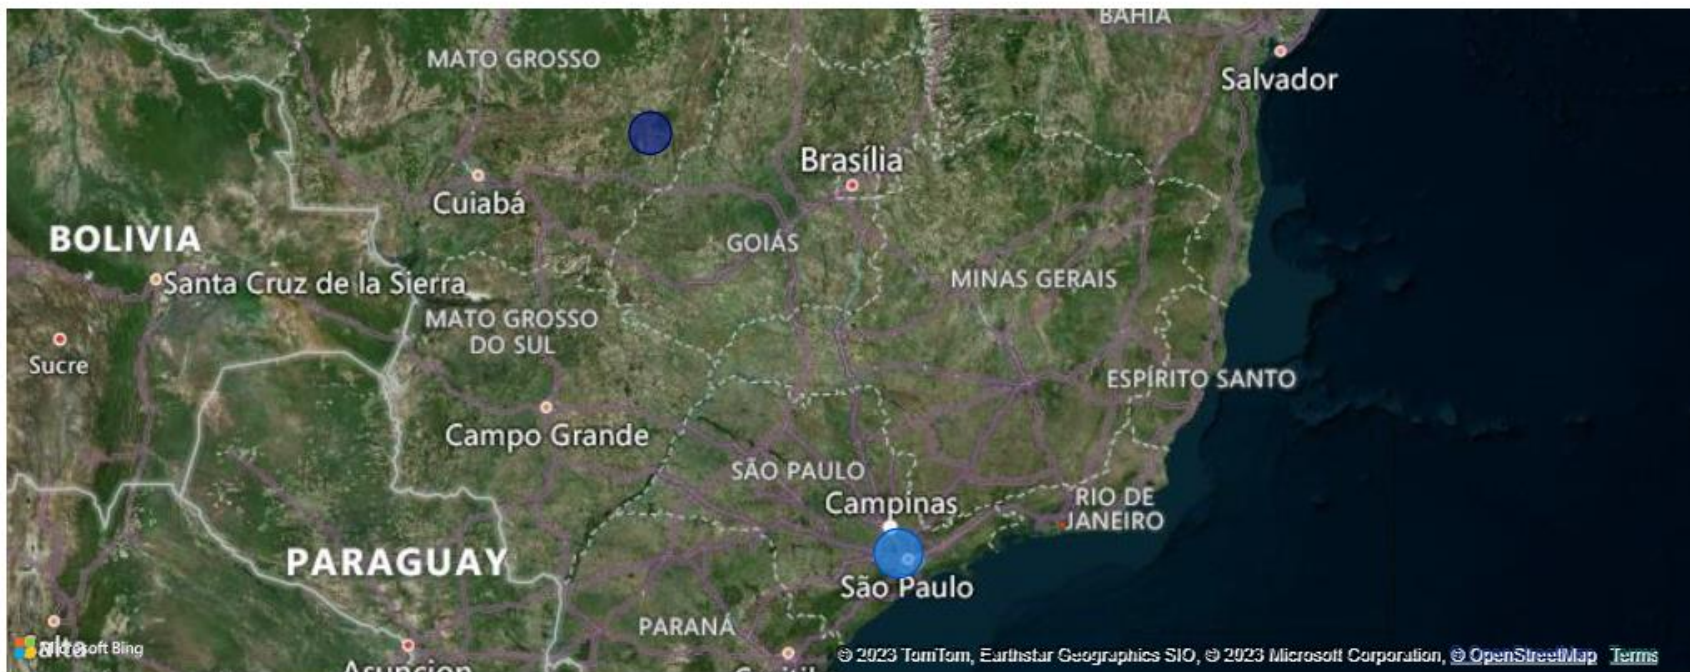 BAHIA
MATO GROSSO
Salvador
Brasília
Cuiabá
BOLIVIA
GOIÁS
Santa Cruz de la Sierra
MINAS GERAIS
MATO GROSSO
DO SUL
Sucre
ESPÍRITO SANTO
Campo Grande
SÃO PAULO
Campinas
RIO DE
JANEIRO
PARAGUAY
São Paulo
PARANÁ
Microsoft Bing
© 2023 TomTom, Earthstar Geographics SIO, © 2023 Microsoft Corporation, © OpenStreetMap Terms
Asuncion